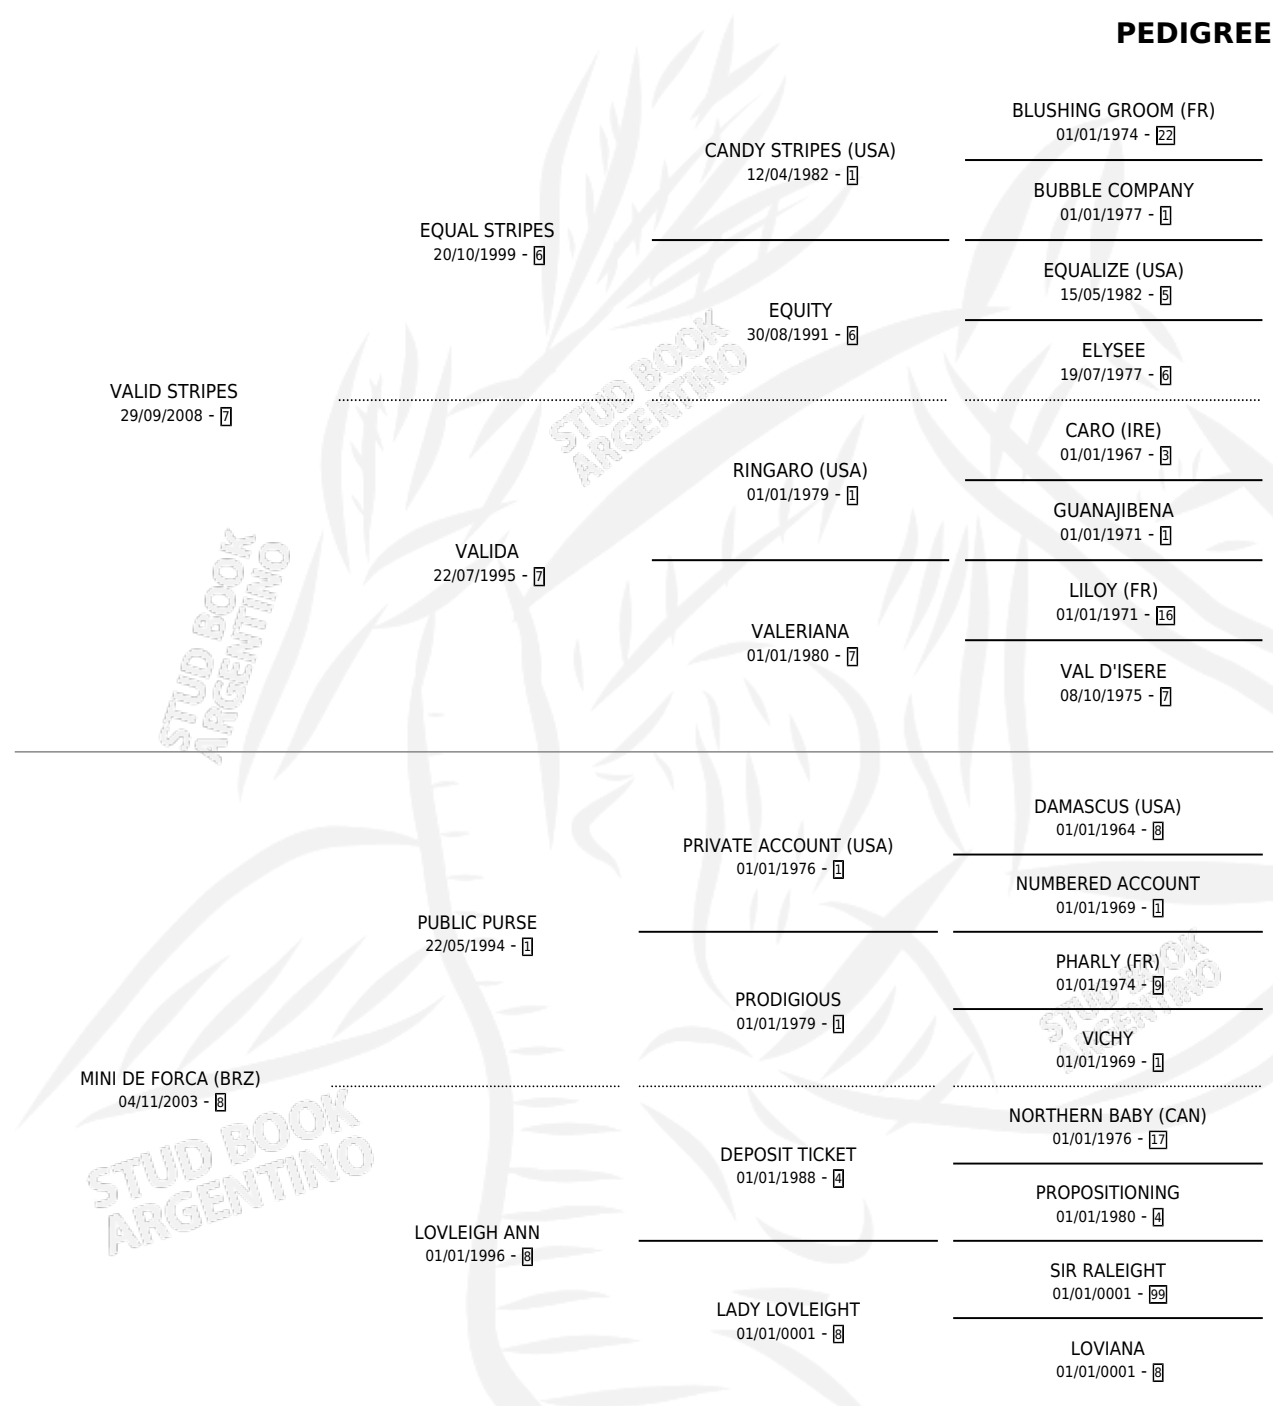 PEDIGREE
BLUSHING GROOM (FR)
01/01/1974 - 22
CANDY STRIPES (USA)
12/04/1982 - 1
BUBBLE COMPANY
01/01/1977 - 1
EQUAL STRIPES
20/10/1999 - 6
EQUALIZE (USA)
15/05/1982 - 5
EQUITY
30/08/1991 - 6
ELYSEE
19/07/1977 - 6
VALID STRIPES
29/09/2008 - 7
CARO (IRE)
01/01/1967 - 3
RINGARO (USA)
01/01/1979 - 1
GUANAJIBENA
01/01/1971 - 1
VALIDA
22/07/1995 - 7
LILOY (FR)
01/01/1971 - 16
VALERIANA
01/01/1980 - 7
VAL D'ISERE
08/10/1975 - 7
DAMASCUS (USA)
01/01/1964 - 8
PRIVATE ACCOUNT (USA)
01/01/1976 - 1
NUMBERED ACCOUNT
01/01/1969 - 1
PUBLIC PURSE
22/05/1994 - 1
PHARLY (FR)
01/01/1974 - 9
PRODIGIOUS
01/01/1979 - 1
VICHY
01/01/1969 - 1
MINI DE FORCA (BRZ)
04/11/2003 - 8
NORTHERN BABY (CAN)
01/01/1976 - 17
DEPOSIT TICKET
01/01/1988 - 4
PROPOSITIONING
01/01/1980 - 4
LOVLEIGH ANN
01/01/1996 - 8
SIR RALEIGHT
01/01/0001 - 99
LADY LOVLEIGHT
01/01/0001 - 8
LOVIANA
01/01/0001 - 8
STUD BOOK
ARGENTINO
STUD BOOK
ARGENTINO
STUD BOOK
ARGENTINO
STUD BOOK
ARGENTINO